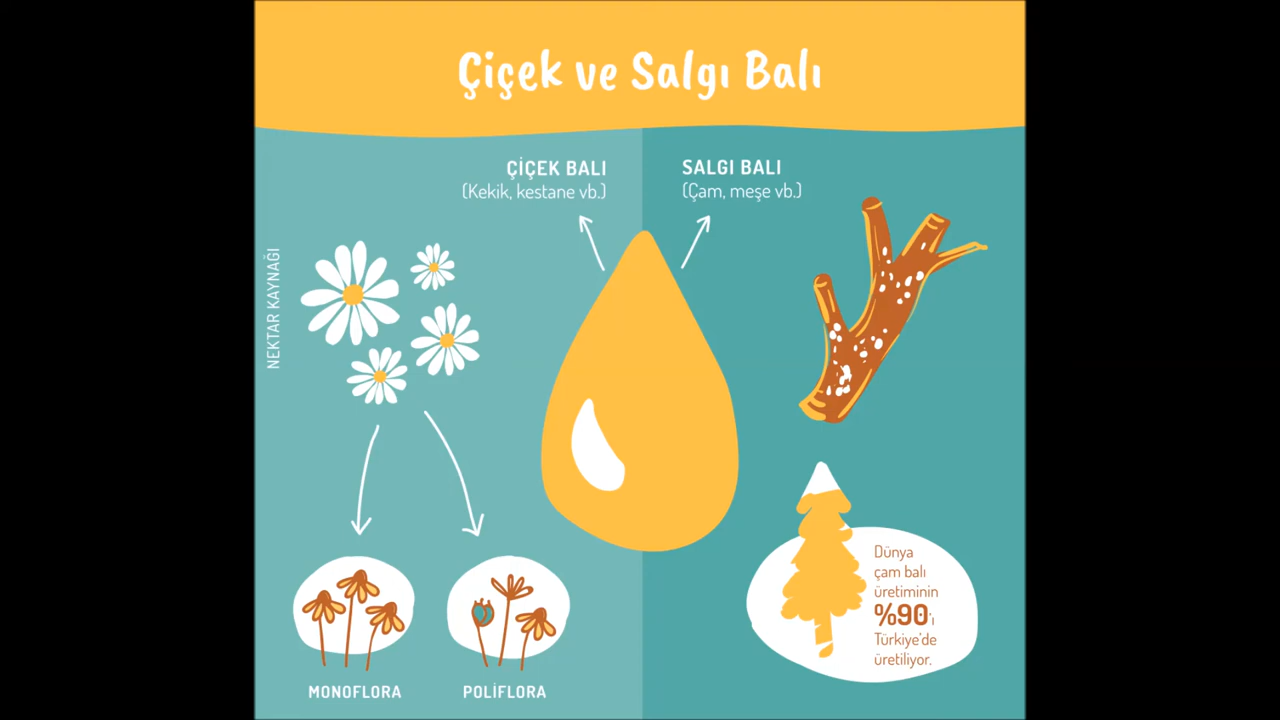 Çiçek ve Salgı Balı
ÇİÇEK BALI
(Kekik, kestane vb.)
SALGI BALI
(Çam, meşe vb.)
NEKTAR KAYNAĞI
MONOFLORA
POLİFLORA
Dünya
çam balı
üretiminin
%90'ı
Türkiye'de
üretiliyor.